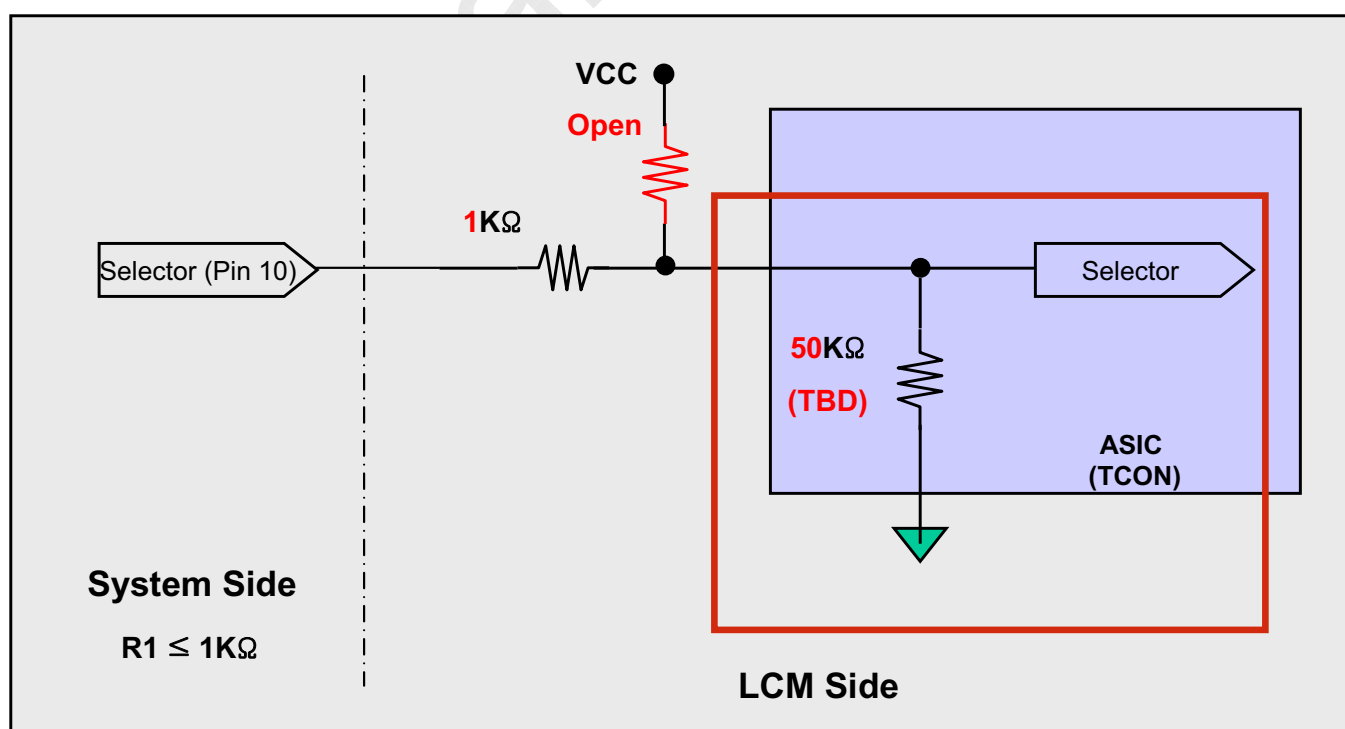 VCC
Open
1KΩ
Selector (Pin 10)
Selector
50KΩ
(TBD)
ASIC
(TCON)
System Side
R1 ≤ 1KΩ
LCM Side